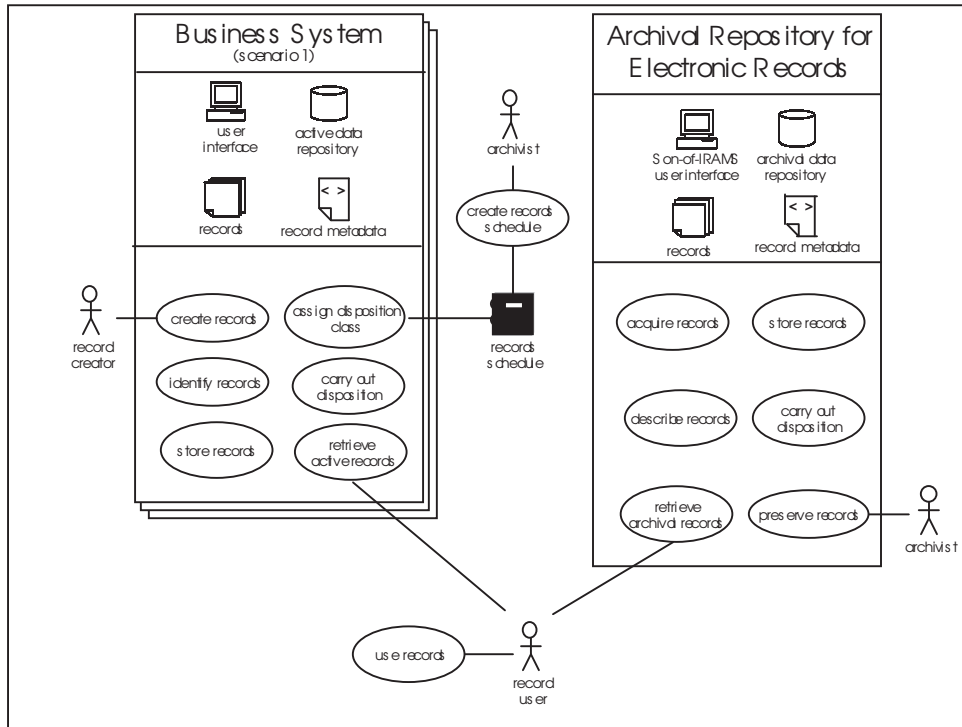 Business System
(scenario 1)
user
interface
active data
repository
records
record metadata
create records
assign disposition
class
identify records
carry out
disposition
store records
retrieve
active records
record
creator
archivist
create records
schedule
records
schedule
Archival Repository for
Electronic Records
Son-of-IRAMS
user interface
archival data
repository
records
record metadata
acquire records
store records
describe records
carry out
disposition
retrieve
archival records
preserve records
archivist
use records
record
user